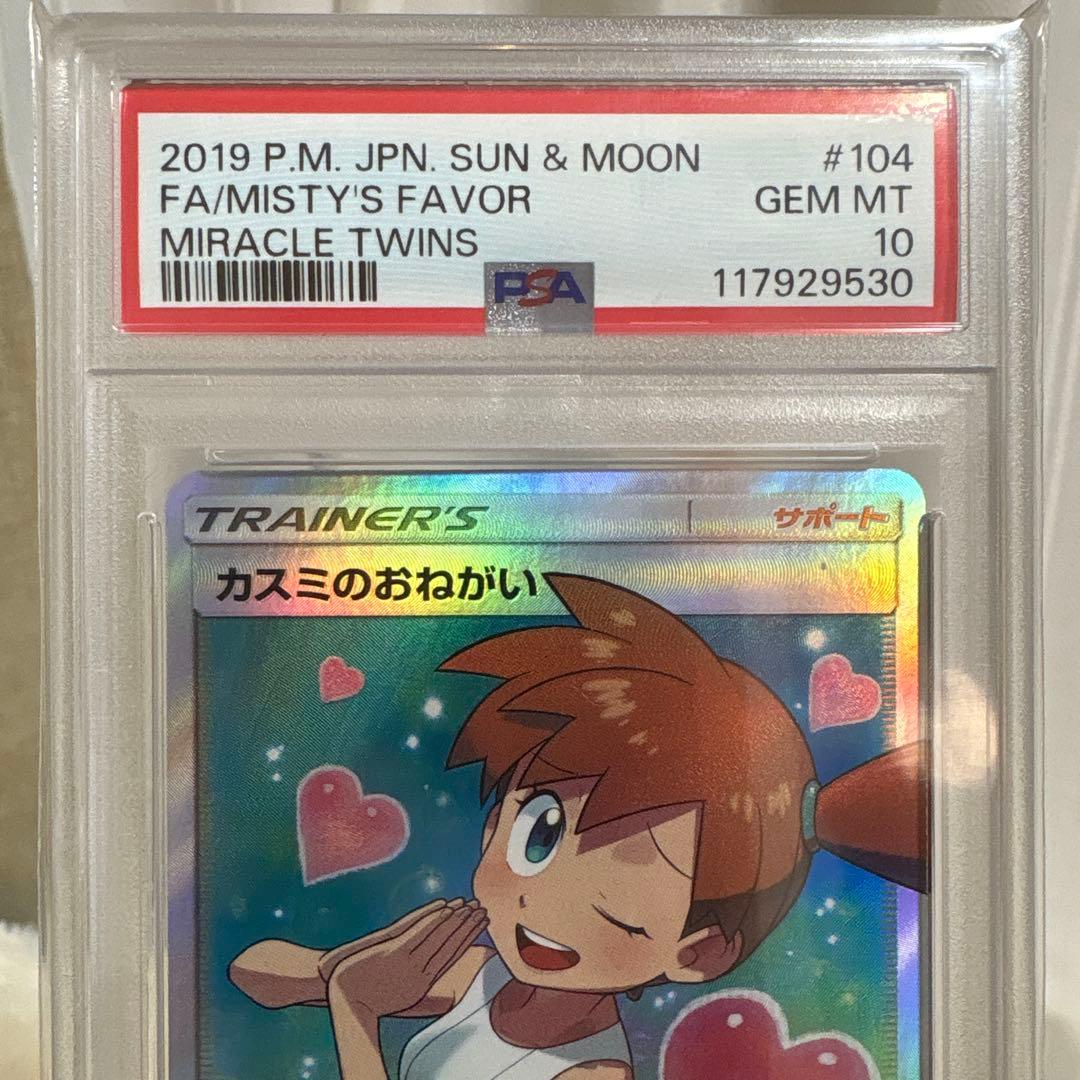 2019 P.M. JPN. SUN & MOON #104
FA/MISTY'S FAVOR GEM MT
MIRACLE TWINS 10
PSA 117929530
TRAINER'S サポート
カスミのおねがい